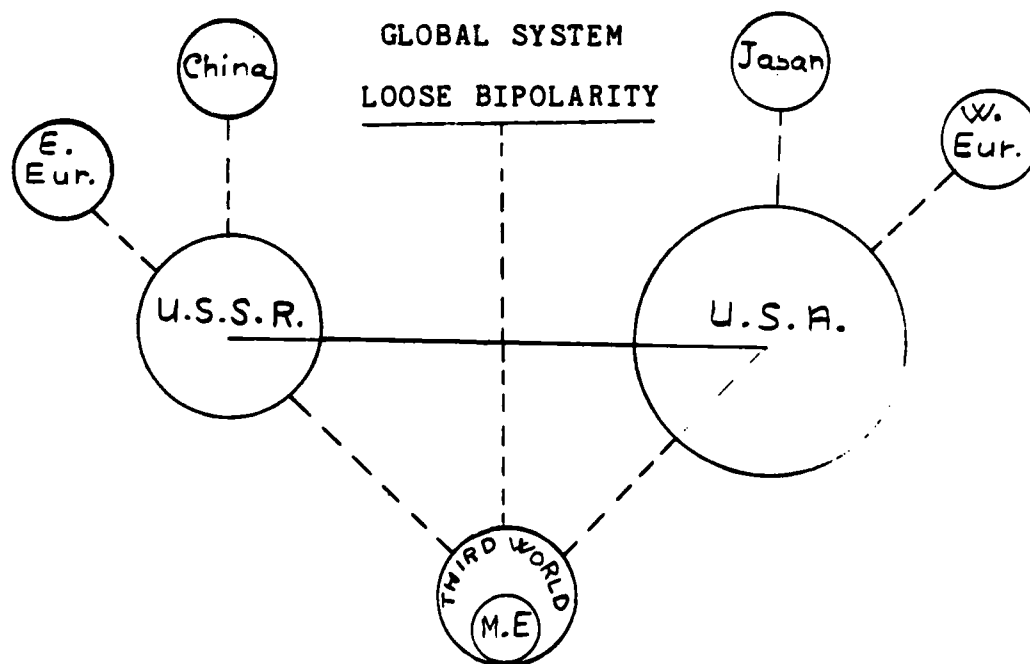 GLOBAL SYSTEM
LOOSE BIPOLARITY
China
Jasan
E.
Eur.
W.
Eur.
U.S.S.R.
U.S.A.
THIRD WORLD
M.E